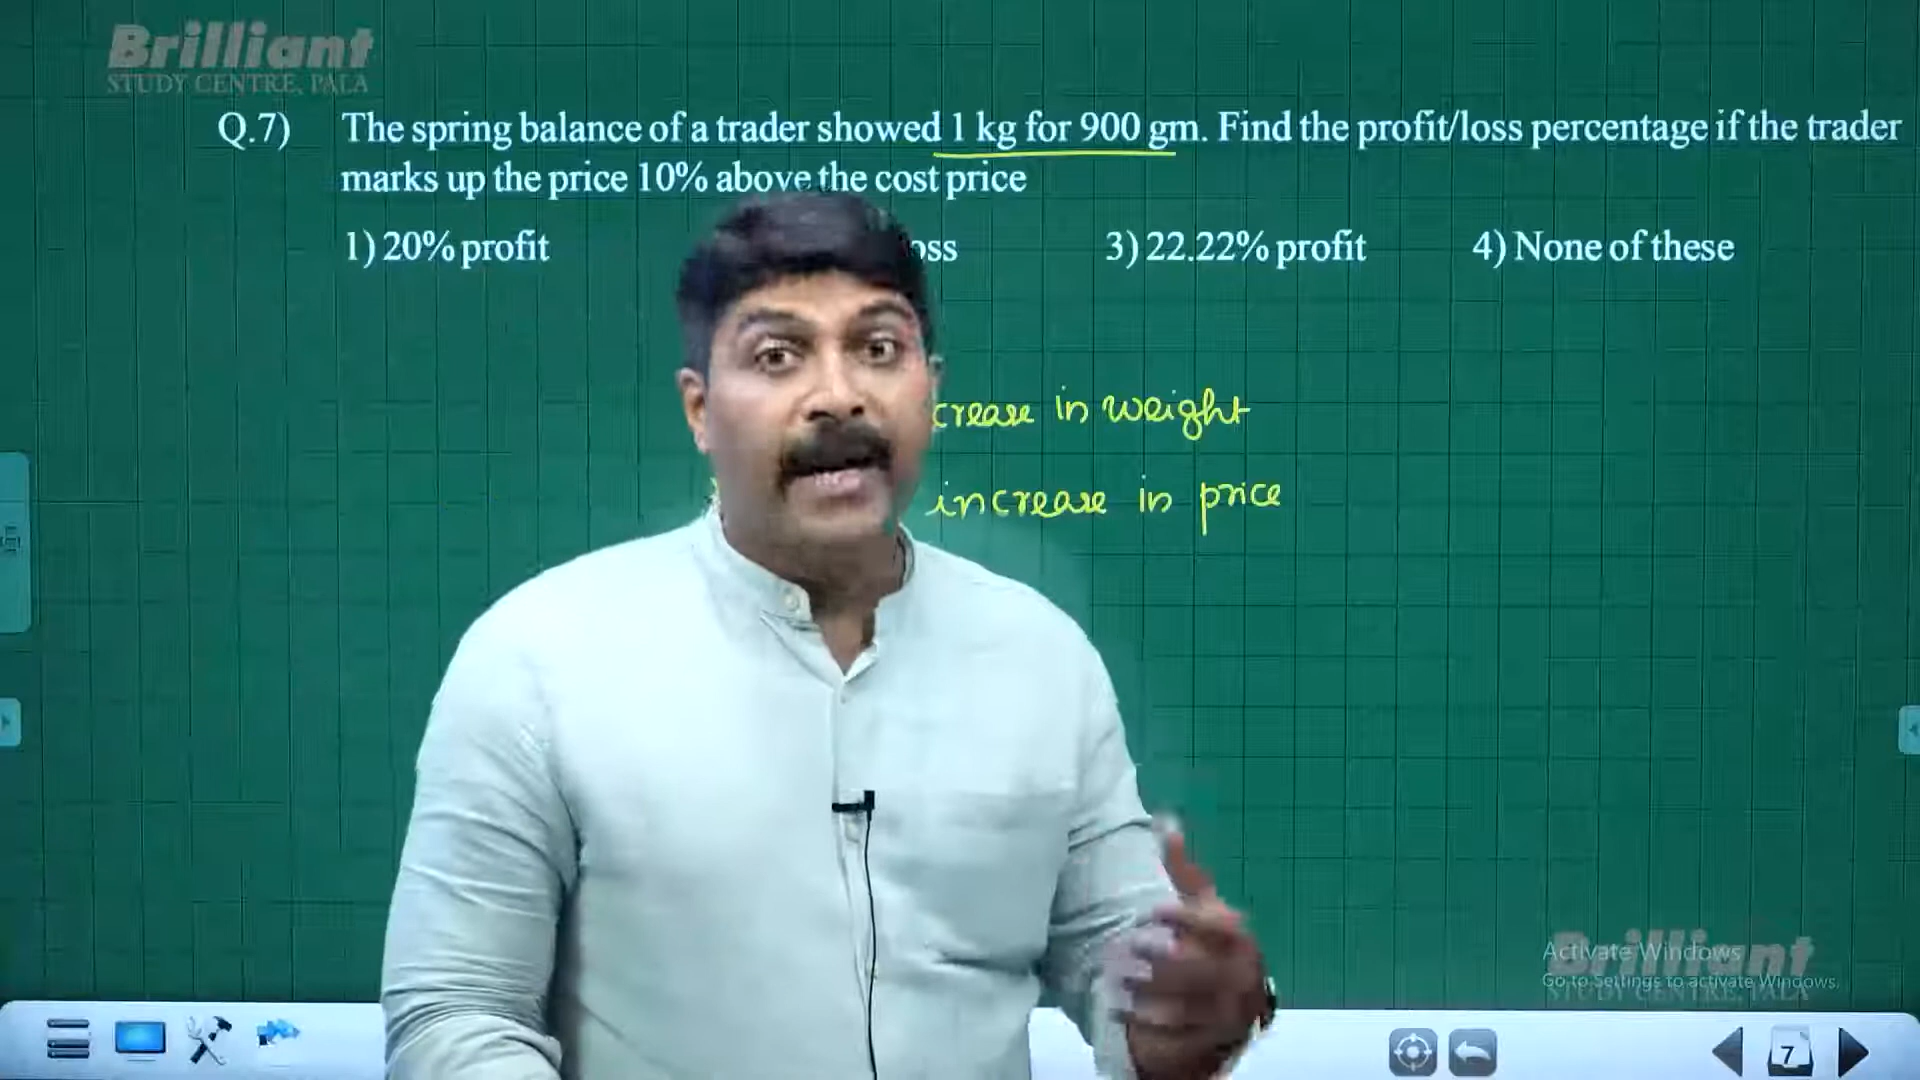 Brilliant
STUDY CENTRE, PALA
Q.7) The spring balance of a trader showed 1 kg for 900 gm. Find the profit/loss percentage if the trader
marks up the price 10% above the cost price
1) 20% profit 3) 22.22% profit 4) None of these
in weight
increase in price
Brilliant
STUDY CENTRE, PALA
Activate Windows
Go to Settings to activate Windows.
7